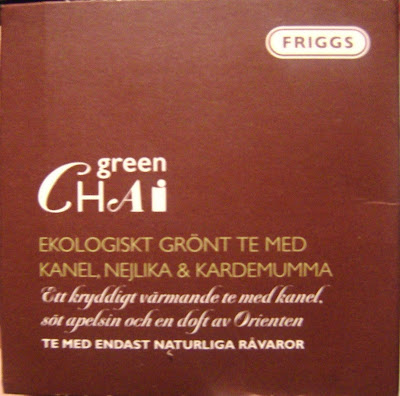 FRIGGS
green
CHAi
EKOLOGISKT GRÖNT TE MED
KANEL, NEJLIKA & KARDEMUMMA
Ett kryddigt värmande te med kanel,
söt apelsin och en doft av Orienten
TE MED ENDAST NATURLIGA RÅVAROR